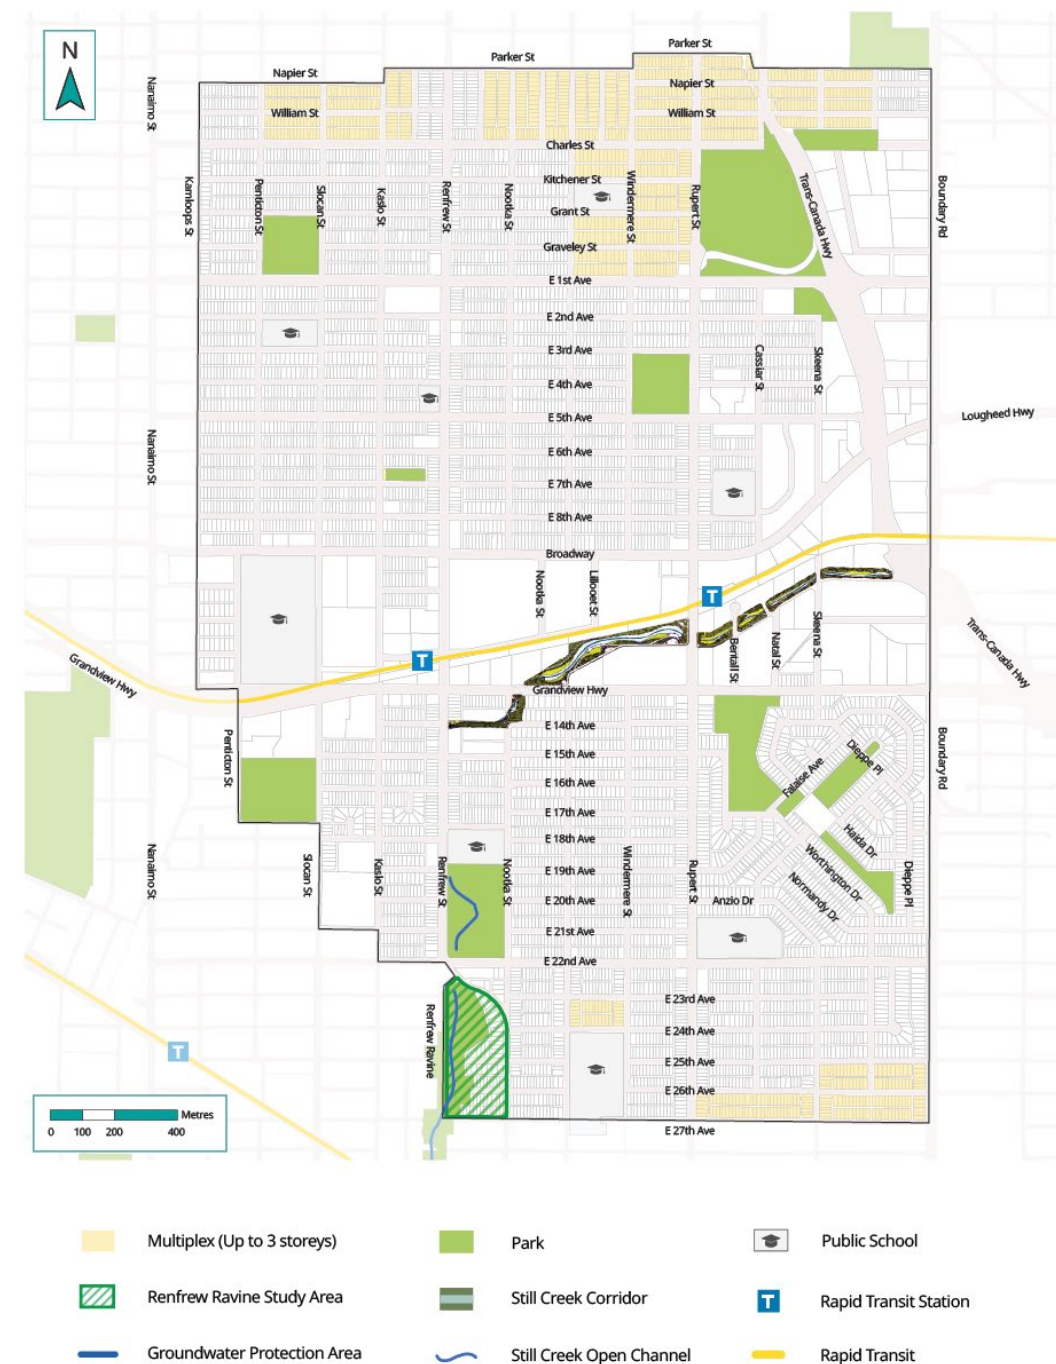 Parker St
Parker St
N
Napier St
Nanaimo St
Napier St
William St
William St
Charles St
Kamloops St
Penticton St
Slocan St
Kaslo St
Renfrew St
Nootka St
Kitchener St
Windermere St
Rupert St
Trans-Canada Hwy
Boundary Rd
Grant St
Graveley St
E 1st Ave
E 2nd Ave
E 3rd Ave
Cassiar St
Skeena St
E 4th Ave
Lougheed Hwy
E 5th Ave
Nanaimo St
E 6th Ave
E 7th Ave
E 8th Ave
Broadway
Nootka St
Lillooet St
T
T
Bentall St
Natal St
Skeena St
Trans-Canada Hwy
Grandview Hwy
Grandview Hwy
E 14th Ave
Penticton St
E 15th Ave
Boundary Rd
Dieppe Pl
Falaise Ave
E 16th Ave
E 17th Ave
E 18th Ave
Haida Dr
Nanaimo St
Slocan St
Kaslo St
Renfrew St
Nootka St
E 19th Ave
Windermere St
Rupert St
Worthington Dr
Normandy Dr
Dieppe Pl
E 20th Ave
Anzio Dr
E 21st Ave
E 22nd Ave
E 23rd Ave
Renfrew Ravine
E 24th Ave
T
E 25th Ave
E 26th Ave
Metres
0 100 200 400
E 27th Ave
Multiplex (Up to 3 storeys)
Park
Public School
Renfrew Ravine Study Area
Still Creek Corridor
T
Rapid Transit Station
Groundwater Protection Area
Still Creek Open Channel
Rapid Transit